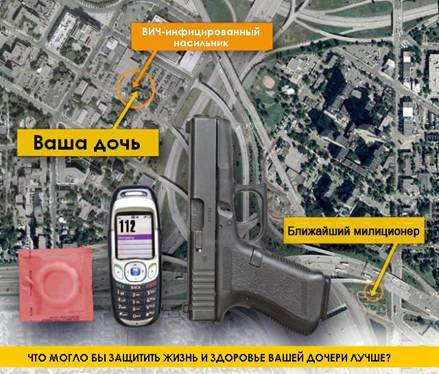 ВИЧ-инфицированный
насильник
Ваша дочь
112
Ближайший милиционер
ЧТО МОГЛО БЫ ЗАЩИТИТЬ ЖИЗНЬ И ЗДОРОВЬЕ ВАШЕЙ ДОЧЕРИ ЛУЧШЕ?